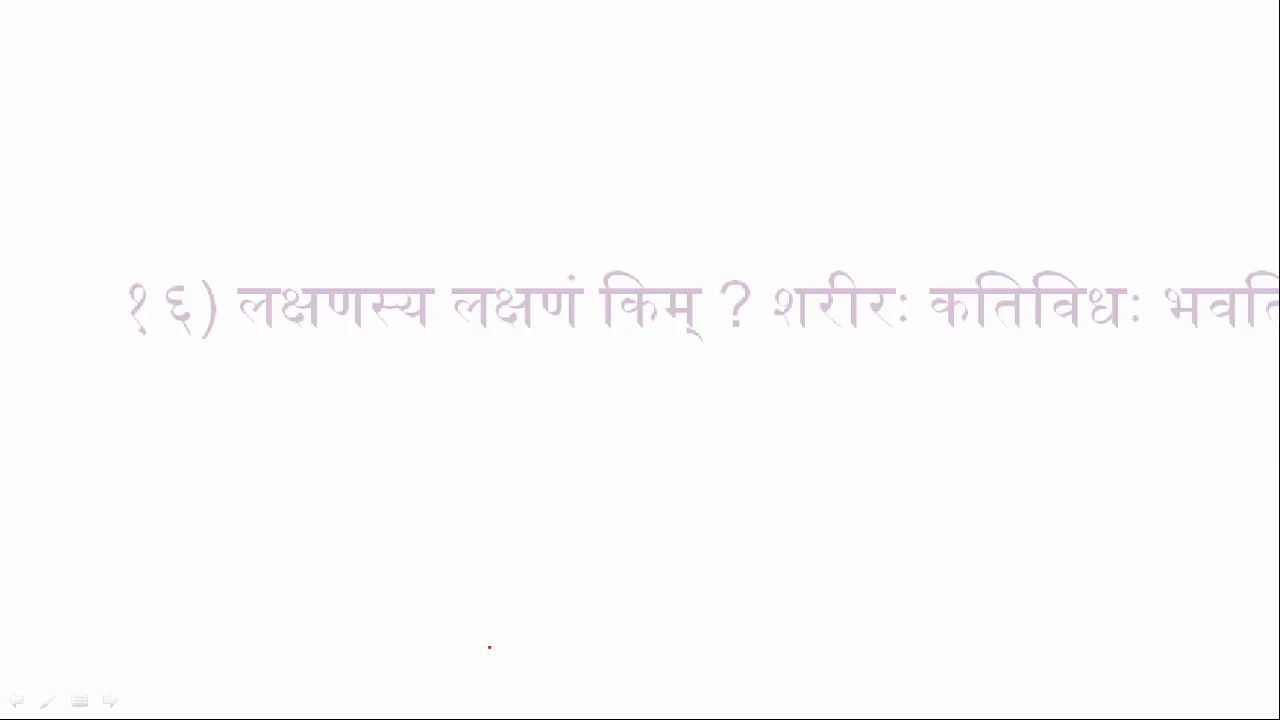 १६) लक्षणस्य लक्षणं किम् ? शरीरः कतिविधः भवति